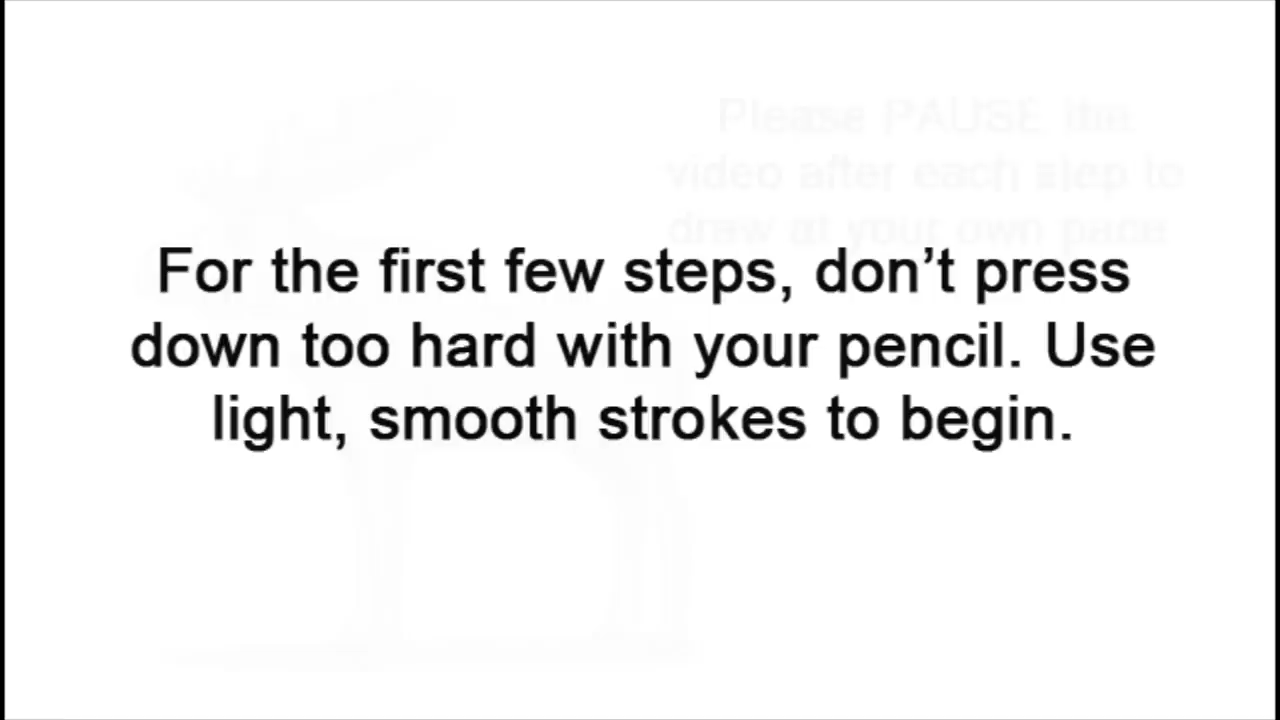 Please PAUSE the
video after each step to
draw at your own pace
For the first few steps, don’t press
down too hard with your pencil. Use
light, smooth strokes to begin.